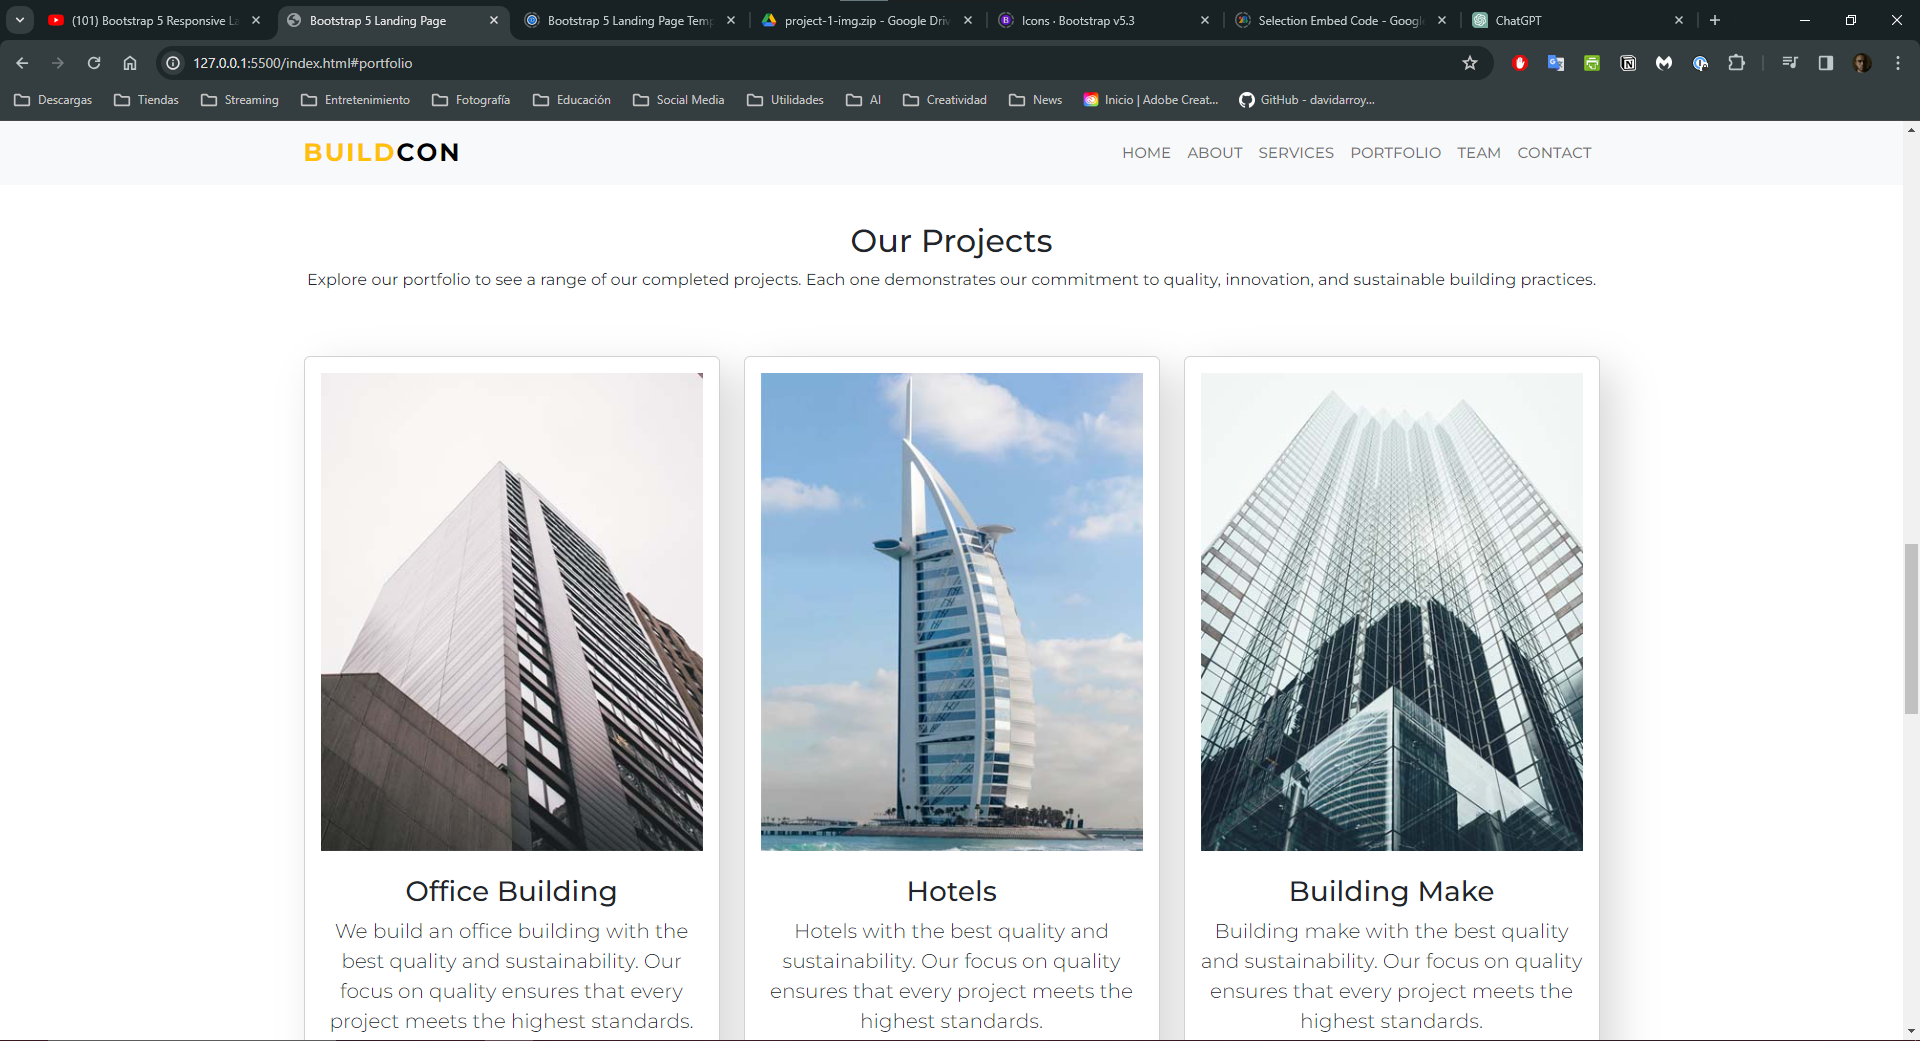 (101) Bootstrap 5 Responsive La
Bootstrap 5 Landing Page
Bootstrap 5 Landing Page Temp
project-1-img.zip - Google Driv
Icons · Bootstrap v5.3
Selection Embed Code - Google
ChatGPT
127.0.0.1:5500/index.html#portfolio
Descargas
Tiendas
Streaming
Entretenimiento
Fotografía
Educación
Social Media
Utilidades
AI
Creatividad
News
Inicio | Adobe Creat...
GitHub - davidarroy...
BUILDCON
HOME ABOUT SERVICES PORTFOLIO TEAM CONTACT
Our Projects
Explore our portfolio to see a range of our completed projects. Each one demonstrates our commitment to quality, innovation, and sustainable building practices.
Office Building
We build an office building with the
best quality and sustainability. Our
focus on quality ensures that every
project meets the highest standards.
Hotels
Hotels with the best quality and
sustainability. Our focus on quality
ensures that every project meets the
highest standards.
Building Make
Building make with the best quality
and sustainability. Our focus on quality
ensures that every project meets the
highest standards.